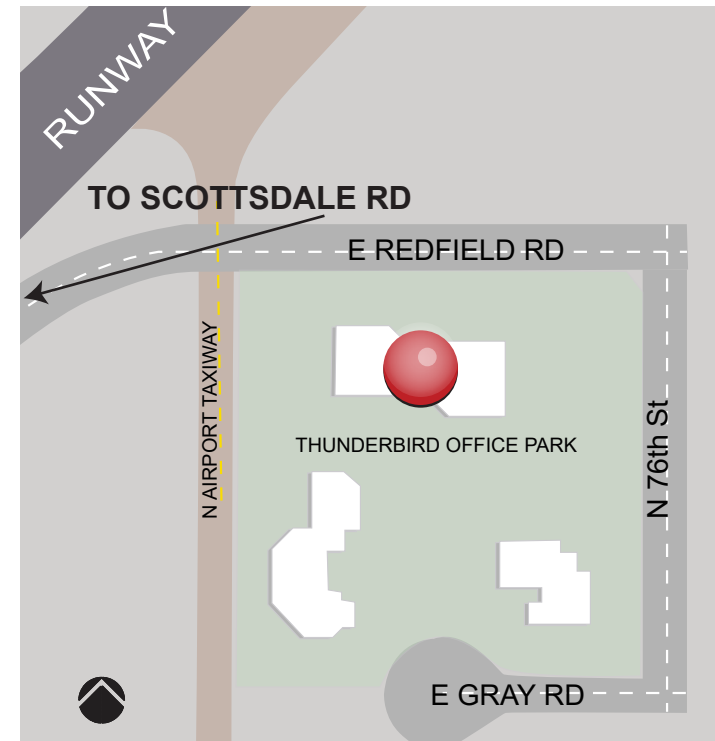 RUNWAY
TO SCOTTSDALE RD
E REDFIELD RD
N AIRPORT TAXIWAY
N 76th St
THUNDERBIRD OFFICE PARK
E GRAY RD